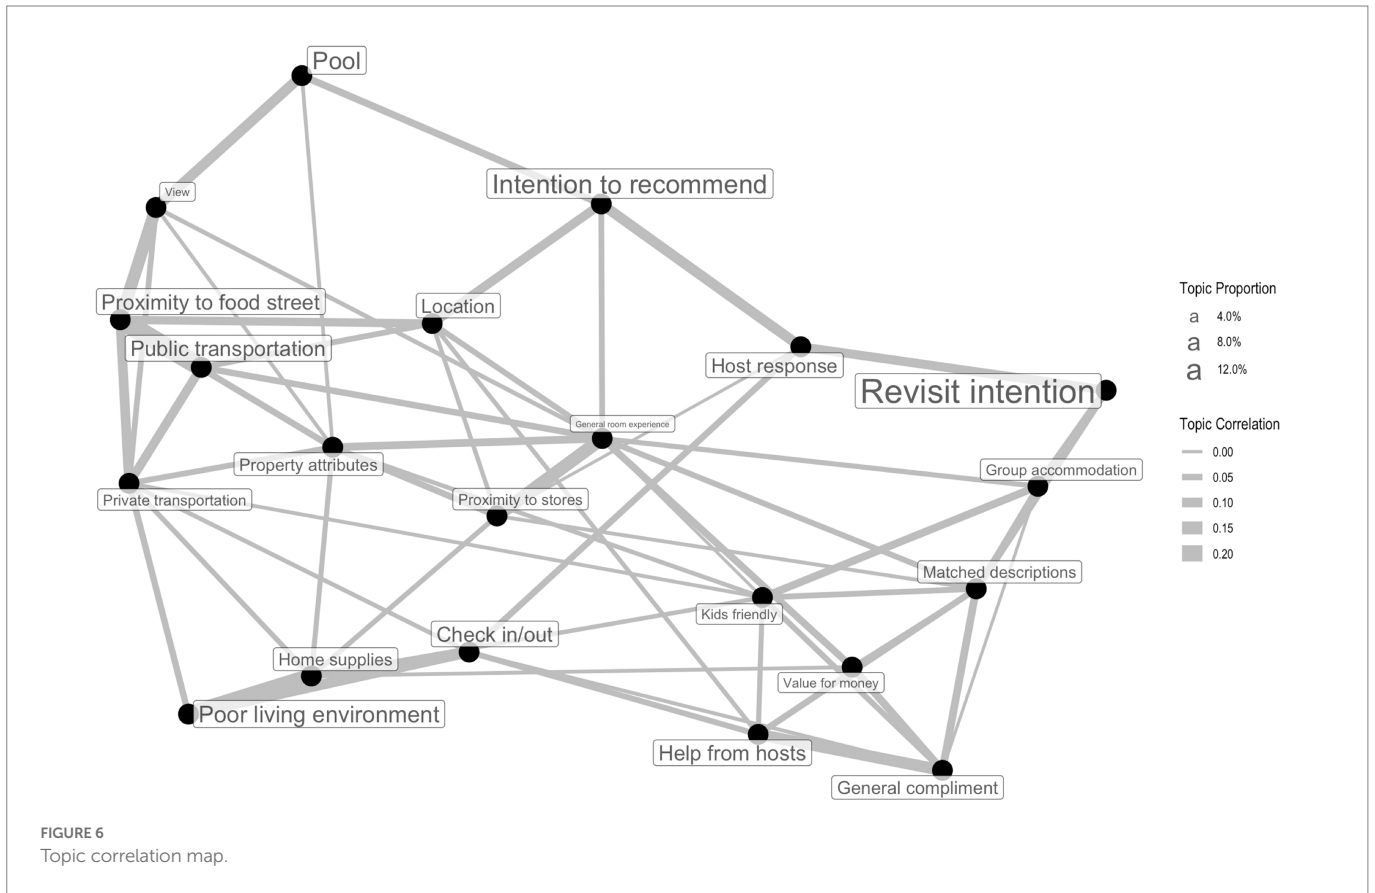 Pool
View
Intention to recommend
Proximity to food street
Location
Public transportation
Host response
Revisit intention
General room experience
Property attributes
Group accommodation
Private transportation
Proximity to stores
Matched descriptions
Kids friendly
Check in/out
Home supplies
Value for money
Poor living environment
Help from hosts
General compliment
Topic Proportion
a 4.0%
a 8.0%
a 12.0%
Topic Correlation
0.00
0.05
0.10
0.15
0.20
FIGURE 6
Topic correlation map.